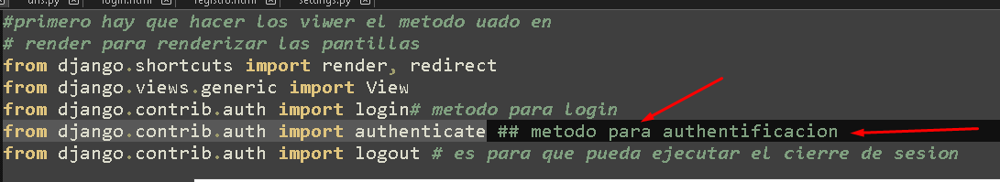 urls.py login.html registro.html settings.py
#primero hay que hacer los viwer el metodo uado en
# render para renderizar las pantillas
from django.shortcuts import render, redirect
from django.views.generic import View
from django.contrib.auth import login# metodo para login
from django.contrib.auth import authenticate ## metodo para authentificacion
from django.contrib.auth import logout # es para que pueda ejecutar el cierre de sesion